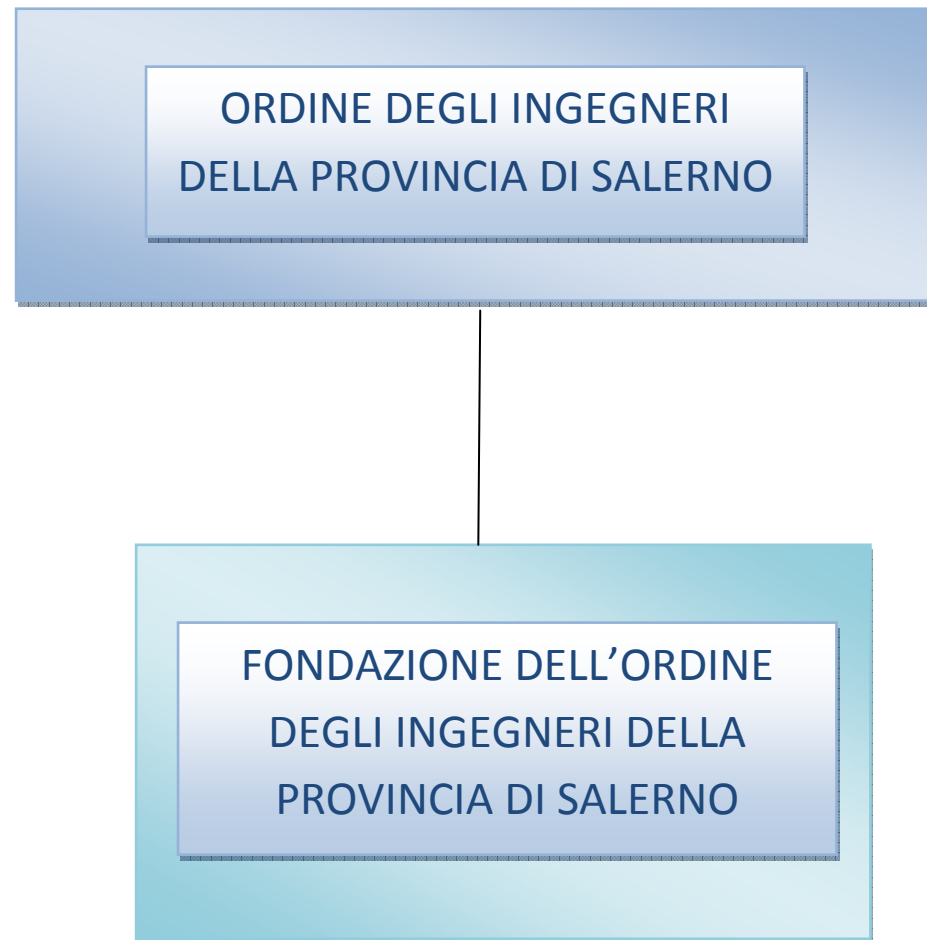 ORDINE DEGLI INGEGNERI
DELLA PROVINCIA DI SALERNO
FONDAZIONE DELL’ORDINE
DEGLI INGEGNERI DELLA
PROVINCIA DI SALERNO